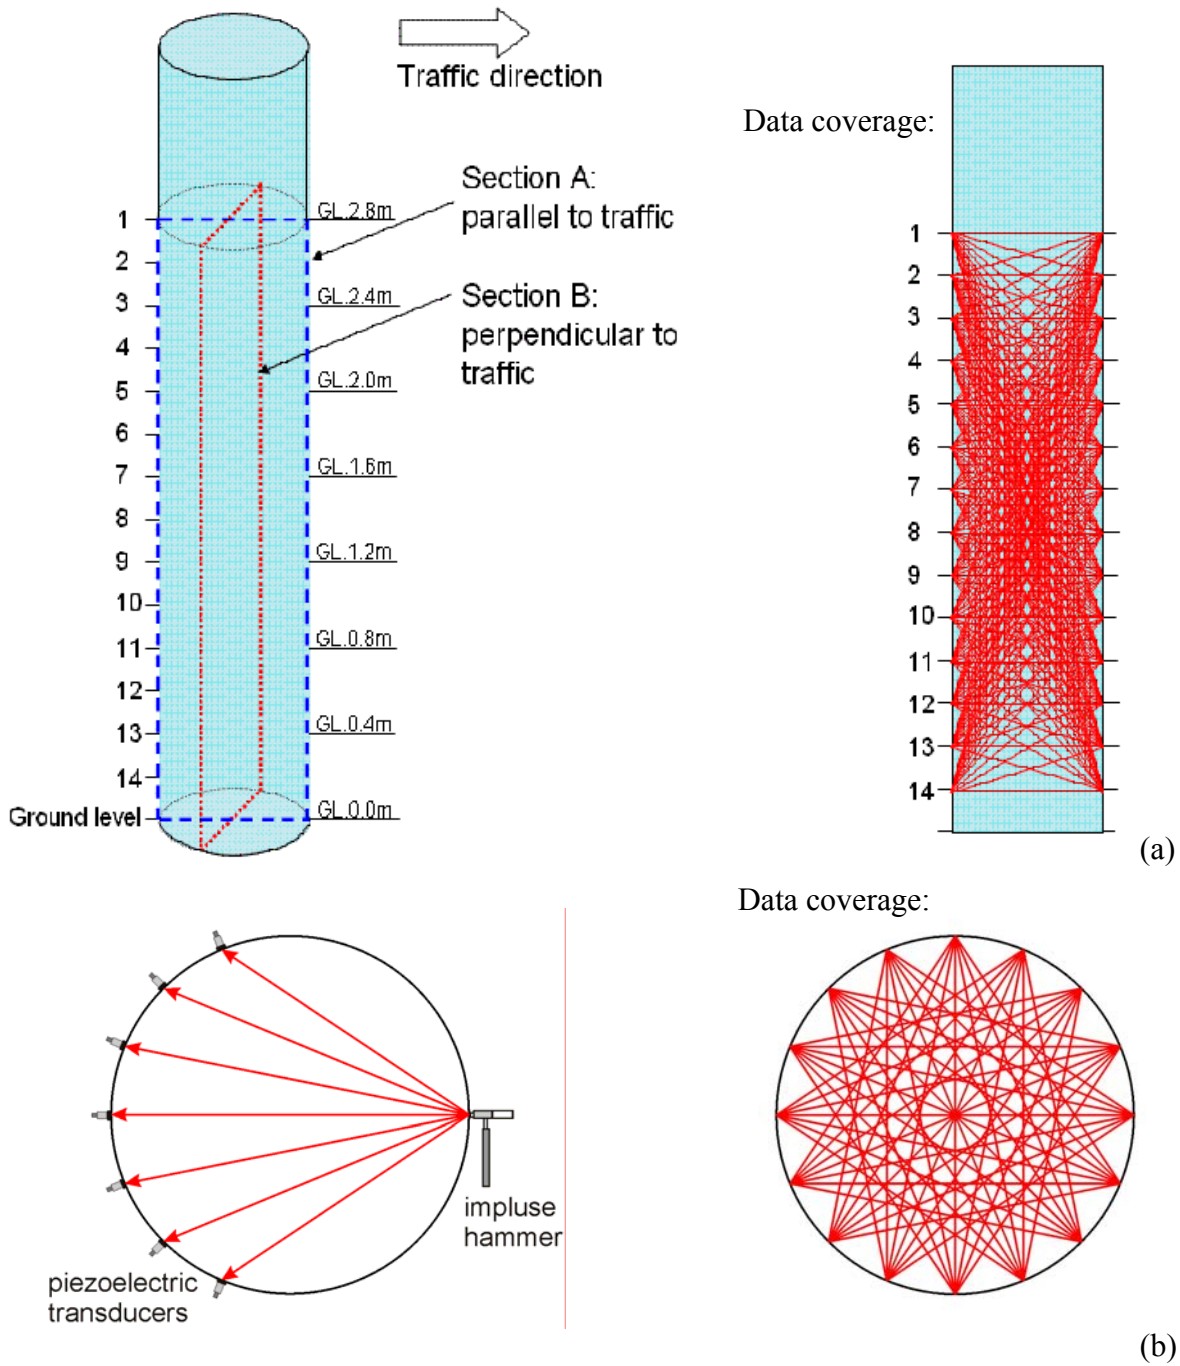 Traffic direction
Data coverage:
Section A:
parallel to traffic
Section B:
perpendicular to
traffic
1
2
3
4
5
6
7
8
9
10
11
12
13
14
Ground level
GL.2.8m
GL.2.4m
GL.2.0m
GL.1.6m
GL.1.2m
GL.0.8m
GL.0.4m
GL.0.0m
1
2
3
4
5
6
7
8
9
10
11
12
13
14
(a)
Data coverage:
impluse
hammer
piezoelectric
transducers
(b)